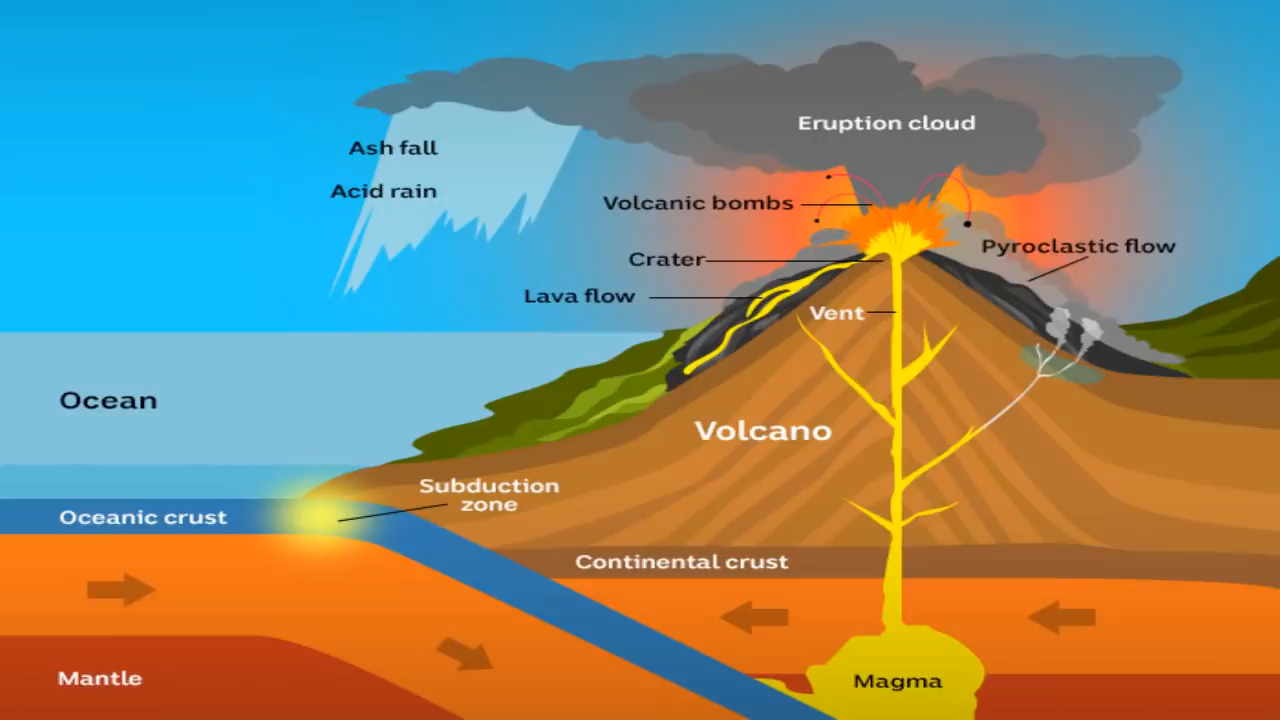 Eruption cloud
Ash fall
Acid rain
Volcanic bombs
Pyroclastic flow
Crater
Lava flow
Vent
Ocean
Volcano
Subduction
zone
Oceanic crust
Continental crust
Mantle
Magma